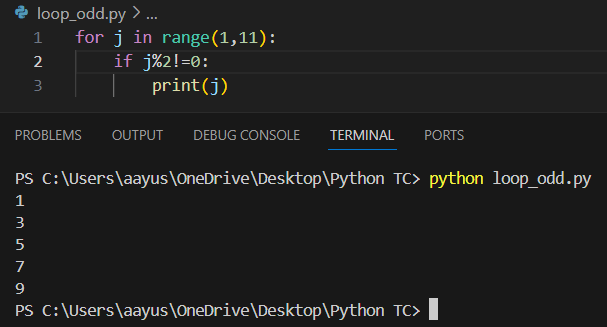 loop_odd.py > ...
1 for j in range(1,11):
2     if j%2!=0:
3         print(j)
PROBLEMS OUTPUT DEBUG CONSOLE TERMINAL PORTS
PS C:\Users\aayus\OneDrive\Desktop\Python TC> python loop_odd.py
1
3
5
7
9
PS C:\Users\aayus\OneDrive\Desktop\Python TC>